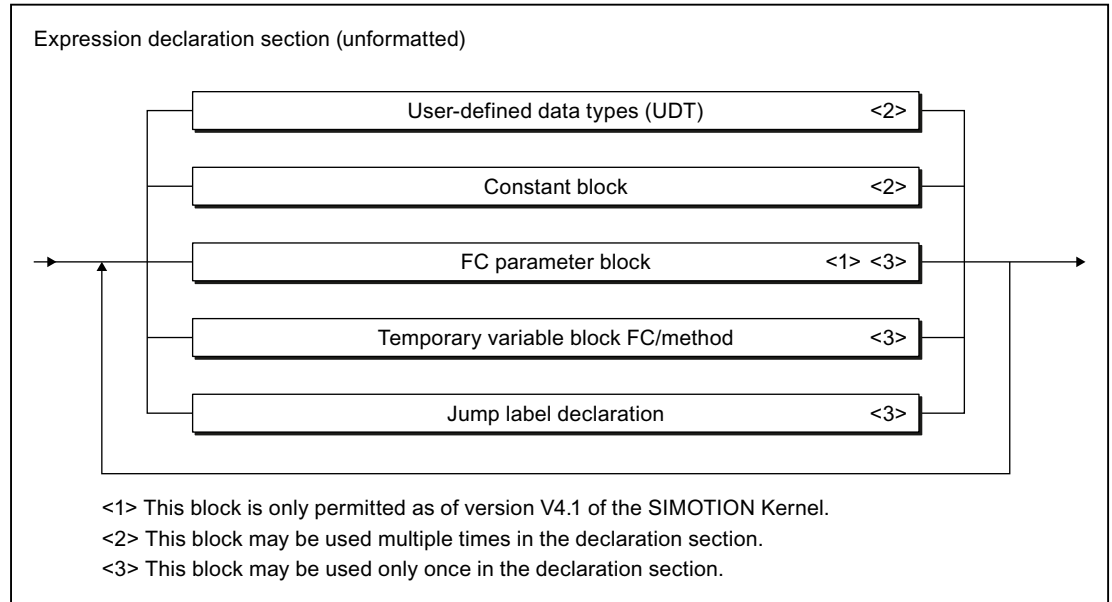 Expression declaration section (unformatted)
User-defined data types (UDT) <2>
Constant block <2>
FC parameter block <1> <3>
Temporary variable block FC/method <3>
Jump label declaration <3>
<1> This block is only permitted as of version V4.1 of the SIMOTION Kernel.
<2> This block may be used multiple times in the declaration section.
<3> This block may be used only once in the declaration section.